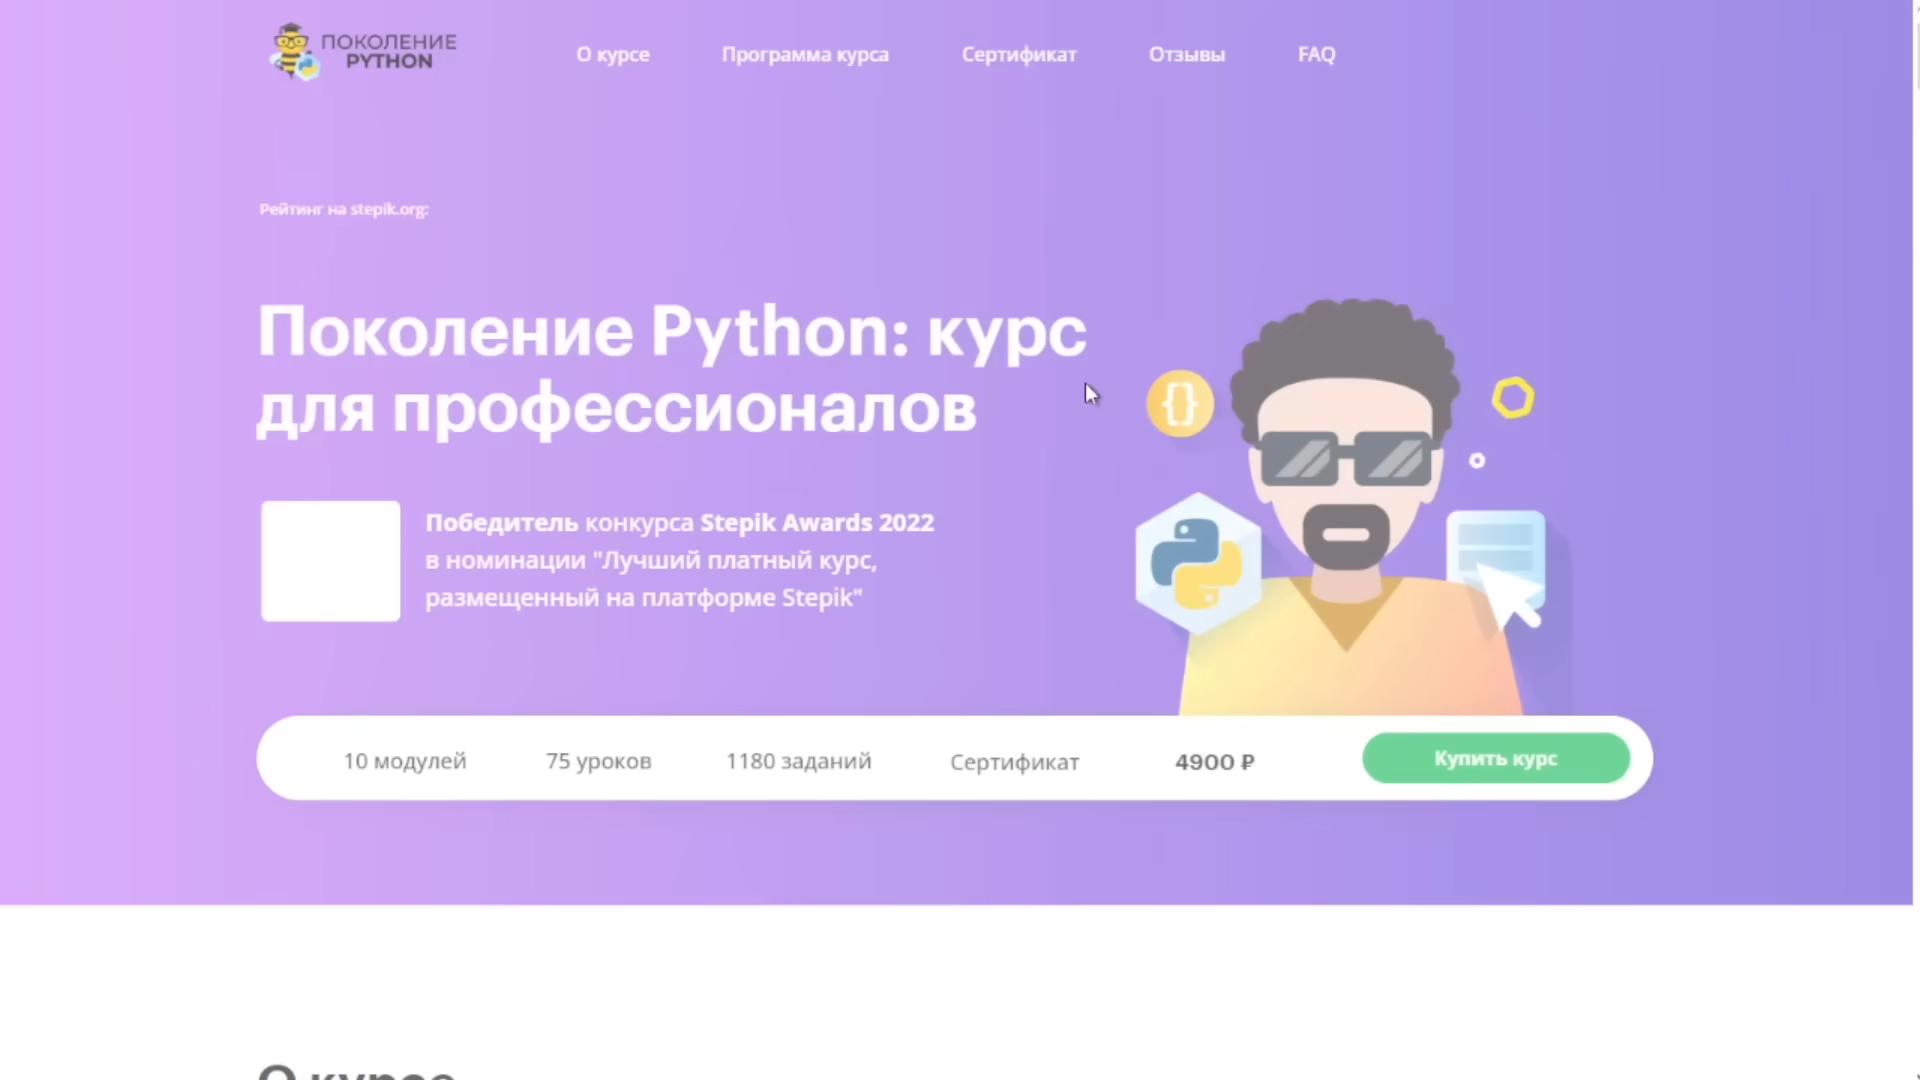 ПОКОЛЕНИЕ
PYTHON
О курсе
Программа курса
Сертификат
Отзывы
FAQ
Рейтинг на stepik.org:
Поколение Python: курс
для профессионалов
Победитель конкурса Stepik Awards 2022
в номинации "Лучший платный курс,
размещенный на платформе Stepik"
10 модулей
75 уроков
1180 заданий
Сертификат
4900 ₽
Купить курс
О курсе